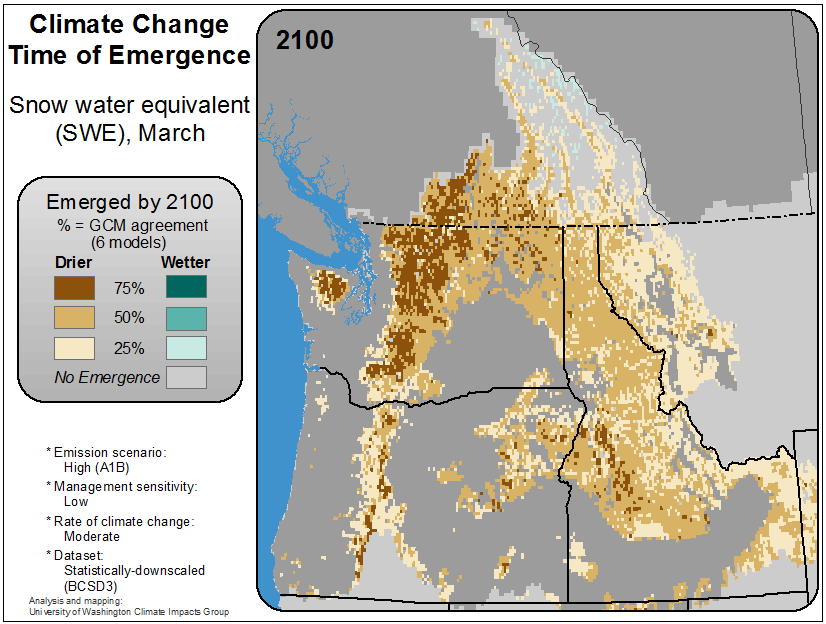 Climate Change
Time of Emergence
Snow water equivalent
(SWE), March
Emerged by 2100
% = GCM agreement
(6 models)
Drier Wetter
75%
50%
25%
No Emergence
* Emission scenario:
High (A1B)
* Management sensitivity:
Low
* Rate of climate change:
Moderate
* Dataset:
Statistically-downscaled
(BCSD3)
Analysis and mapping:
University of Washington Climate Impacts Group
2100